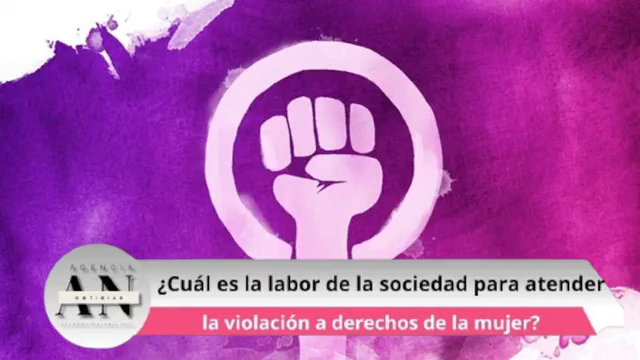 AGENCIA
AN
NOTICIAS
¿Cuál es la labor de la sociedad para atender
la violación a derechos de la mujer?